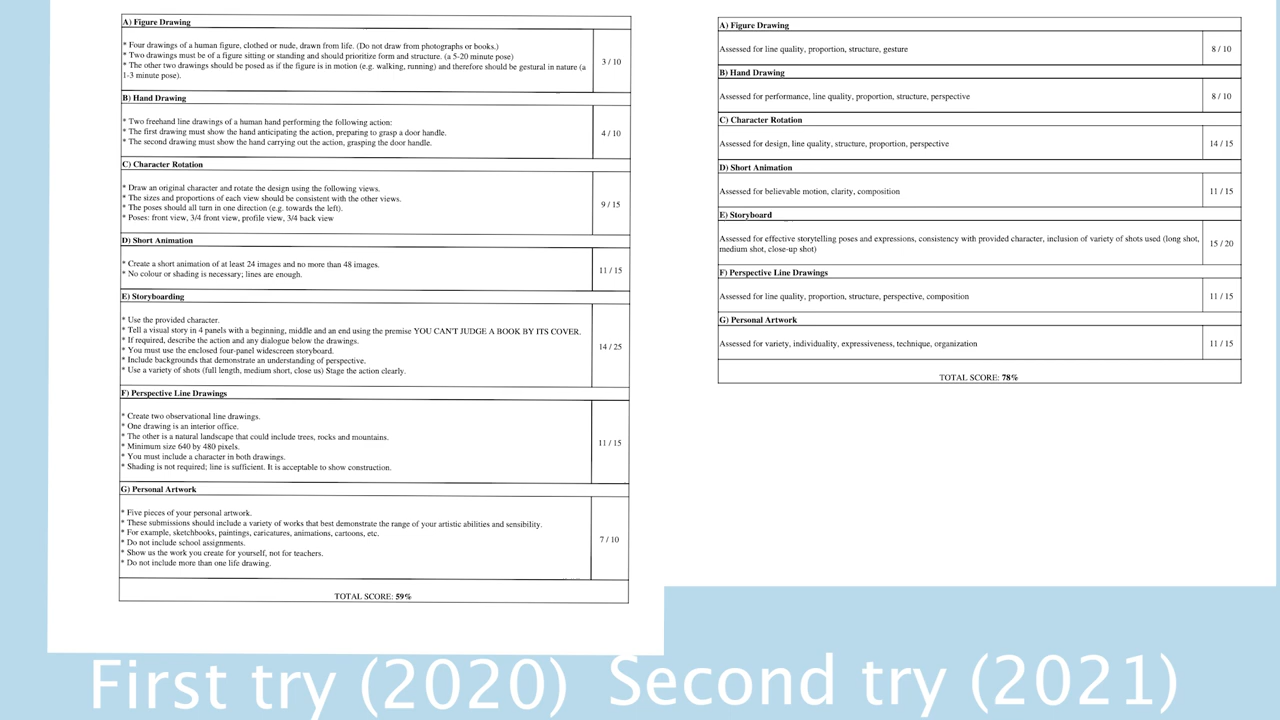 A) Figure Drawing
* Four drawings of a human figure, clothed or nude, drawn from life. (Do not draw from photographs or books.)
* Two drawings must be of a figure sitting or standing and should prioritize form and structure. (a 5-20 minute pose)
* The other two drawings should be posed as if the figure is in motion (e.g. walking, running) and therefore should be gestural in nature (a
1-3 minute pose).
3 / 10
B) Hand Drawing
* Two freehand line drawings of a human hand performing the following action:
* The first drawing must show the hand anticipating the action, preparing to grasp a door handle.
* The second drawing must show the hand carrying out the action, grasping the door handle.
4 / 10
C) Character Rotation
* Draw an original character and rotate the design using the following views.
* The sizes and proportions of each view should be consistent with the other views.
* The poses should all turn in one direction (e.g. towards the left).
* Poses: front view, 3/4 front view, profile view, 3/4 back view
9 / 15
D) Short Animation
* Create a short animation of at least 24 images and no more than 48 images.
* No colour or shading is necessary; lines are enough.
11 / 15
E) Storyboarding
* Use the provided character.
* Tell a visual story in 4 panels with a beginning, middle and an end using the premise YOU CAN'T JUDGE A BOOK BY ITS COVER.
* If required, describe the action and any dialogue below the drawings.
* You must use the enclosed four-panel widescreen storyboard.
* Include backgrounds that demonstrate an understanding of perspective.
* Use a variety of shots (full length, medium short, close us) Stage the action clearly.
14 / 25
F) Perspective Line Drawings
* Create two observational line drawings.
* One drawing is an interior office.
* The other is a natural landscape that could include trees, rocks and mountains.
* Minimum size 640 by 480 pixels.
* You must include a character in both drawings.
* Shading is not required; line is sufficient. It is acceptable to show construction.
11 / 15
G) Personal Artwork
* Five pieces of your personal artwork.
* These submissions should include a variety of works that best demonstrate the range of your artistic abilities and sensibility.
* For example, sketchbooks, paintings, caricatures, animations, cartoons, etc.
* Do not include school assignments.
* Show us the work you create for yourself, not for teachers.
* Do not include more than one life drawing.
7 / 10
TOTAL SCORE: 59%
First try (2020)
A) Figure Drawing
Assessed for line quality, proportion, structure, gesture
8 / 10
B) Hand Drawing
Assessed for performance, line quality, proportion, structure, perspective
8 / 10
C) Character Rotation
Assessed for design, line quality, structure, proportion, perspective
14 / 15
D) Short Animation
Assessed for believable motion, clarity, composition
11 / 15
E) Storyboard
Assessed for effective storytelling poses and expressions, consistency with provided character, inclusion of variety of shots used (long shot,
medium shot, close-up shot)
15 / 20
F) Perspective Line Drawings
Assessed for line quality, proportion, structure, perspective, composition
11 / 15
G) Personal Artwork
Assessed for variety, individuality, expressiveness, technique, organization
11 / 15
TOTAL SCORE: 78%
Second try (2021)